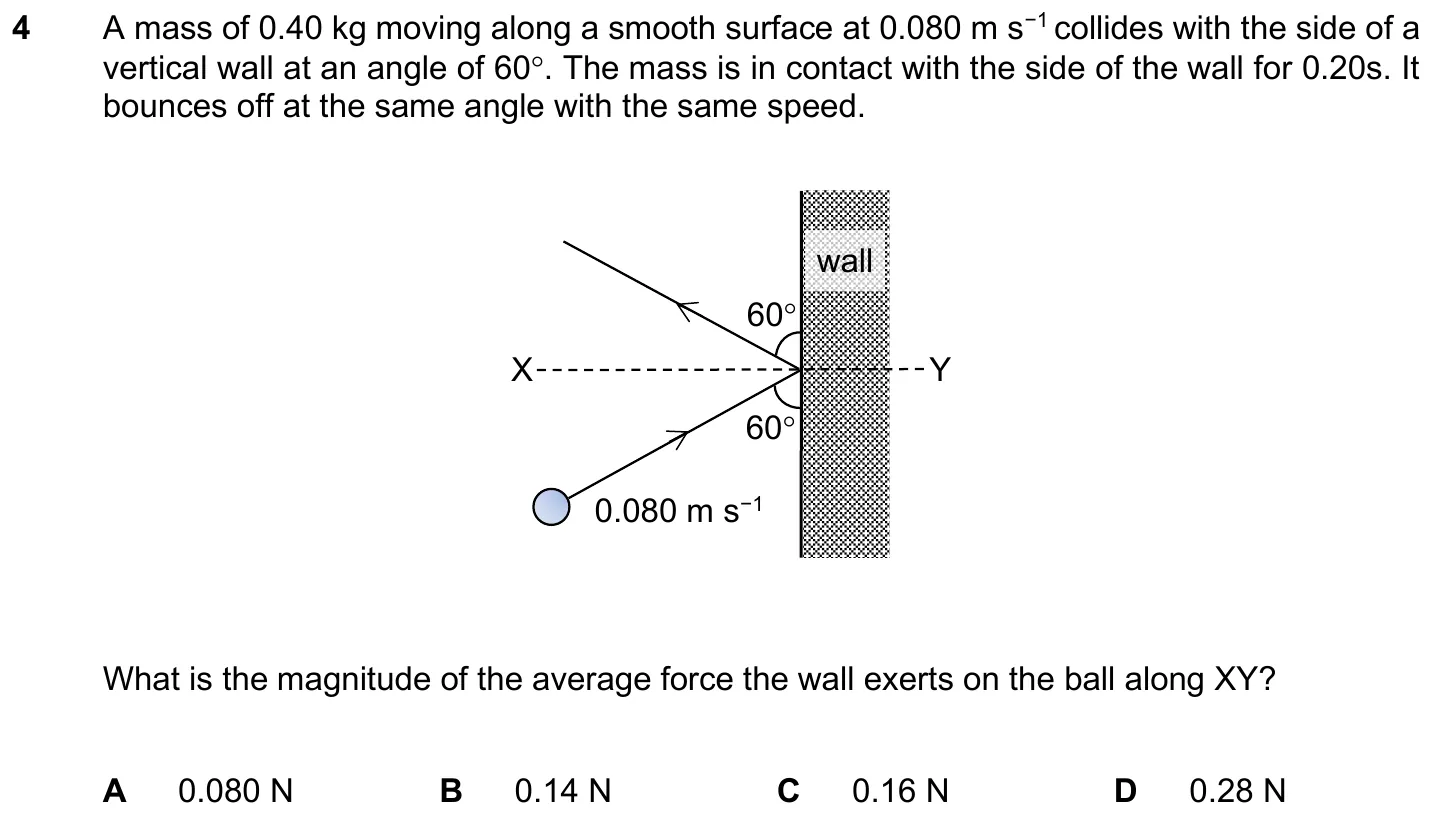 4 A mass of 0.40 kg moving along a smooth surface at 0.080 m s⁻¹ collides with the side of a
vertical wall at an angle of 60°. The mass is in contact with the side of the wall for 0.20s. It
bounces off at the same angle with the same speed.
wall
60°
X Y
60°
0.080 m s⁻¹
What is the magnitude of the average force the wall exerts on the ball along XY?
A 0.080 N B 0.14 N C 0.16 N D 0.28 N